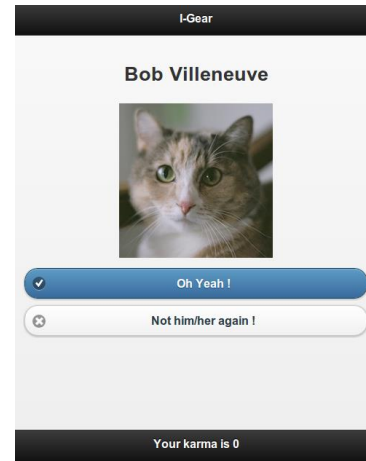 I-Gear
Bob Villeneuve
Oh Yeah !
Not him/her again !
Your karma is 0